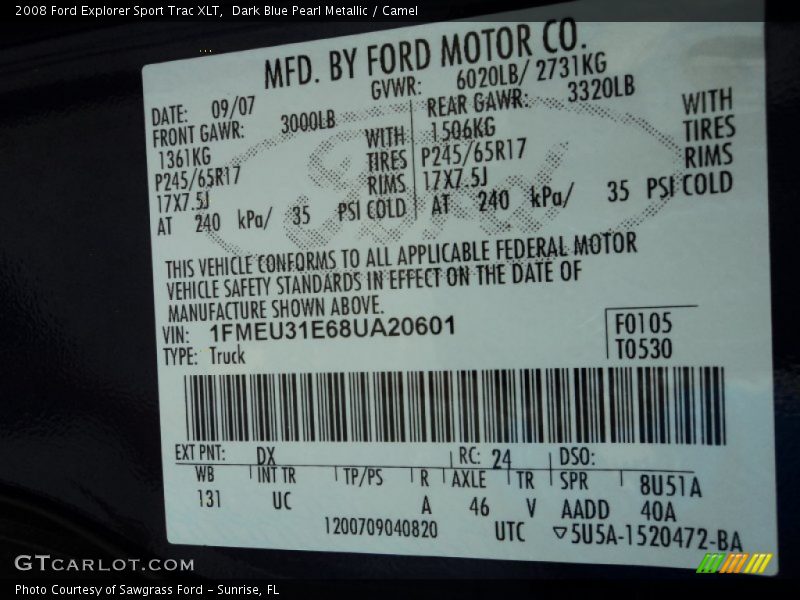 2008 Ford Explorer Sport Trac XLT,  Dark Blue Pearl Metallic / Camel
MFD. BY FORD MOTOR CO.
DATE: 09/07 GVWR: 6020LB/ 2731KG
FRONT GAWR: 3000LB REAR GAWR: 3320LB
1361KG WITH 1506KG WITH
P245/65R17 TIRES P245/65R17 TIRES
17X7.5J RIMS 17X7.5J RIMS
AT 240 kPa/ 35 PSI COLD AT 240 kPa/ 35 PSI COLD
THIS VEHICLE CONFORMS TO ALL APPLICABLE FEDERAL MOTOR
VEHICLE SAFETY STANDARDS IN EFFECT ON THE DATE OF
MANUFACTURE SHOWN ABOVE.
VIN: 1FMEU31E68UA20601 F0105
TYPE: Truck T0530
EXT PNT: DX RC: 24 DSO:
WB INT TR TP/PS R AXLE TR SPR 8U51A
131 UC A 46 V AADD 40A
1200709040820 UTC ▽5U5A-1520472-BA
GTCARLOT.COM
Photo Courtesy of Sawgrass Ford - Sunrise, FL